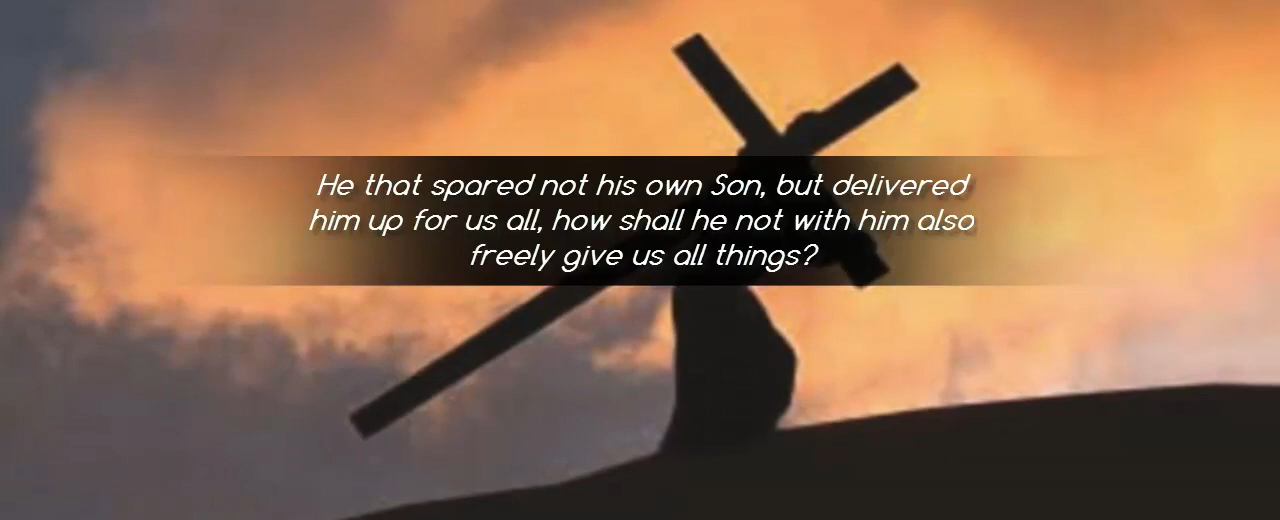 He that spared not his own Son, but delivered
him up for us all, how shall he not with him also
freely give us all things?